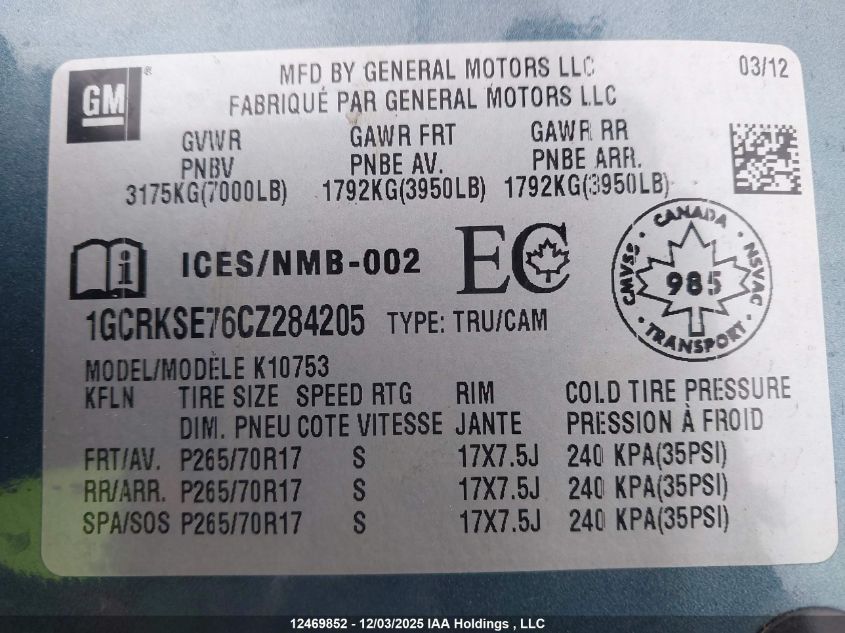 GM ®
MFD BY GENERAL MOTORS LLC 03/12
FABRIQUÉ PAR GENERAL MOTORS LLC
GVWR GAWR FRT GAWR RR
PNBV PNBE AV. PNBE ARR.
3175KG(7000LB) 1792KG(3950LB) 1792KG(3950LB)
i ICES/NMB-002 EC
CANADA
CMVSS 985 NSVAC
TRANSPORT
1GCRKSE76CZ284205 TYPE: TRU/CAM
MODEL/MODÈLE K10753
KFLN TIRE SIZE SPEED RTG RIM COLD TIRE PRESSURE
DIM. PNEU COTE VITESSE JANTE PRESSION À FROID
FRT/AV. P265/70R17 S 17X7.5J 240 KPA(35PSI)
RR/ARR. P265/70R17 S 17X7.5J 240 KPA(35PSI)
SPA/SOS P265/70R17 S 17X7.5J 240 KPA(35PSI)
12469852 - 12/03/2025 IAA Holdings , LLC